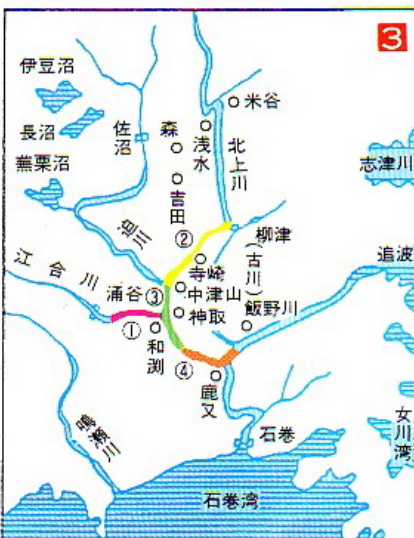 3
伊豆沼
長沼
蕪栗沼
佐沼
森
浅水
米谷
北上川
志津川
吉田
迫川
②
柳津
(古川)
追波
江合川
涌谷
寺崎
③
中津山
飯野川
神取
①
和渕
④
鹿又
鳴瀬川
石巻
女川湾
石巻湾